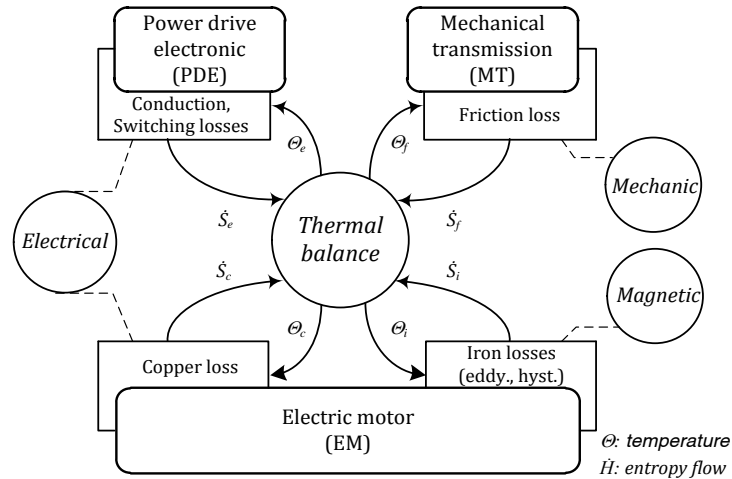 Power drive
electronic
(PDE)
Mechanical
transmission
(MT)
Conduction,
Switching losses
Friction loss
Θe
Θf
Mechanic
Thermal
balance
Ṡe
Ṡf
Electrical
Ṡc
Ṡi
Magnetic
Θc
Θi
Copper loss
Iron losses
(eddy., hyst.)
Electric motor
(EM)
Θ: temperature
Ḣ: entropy flow